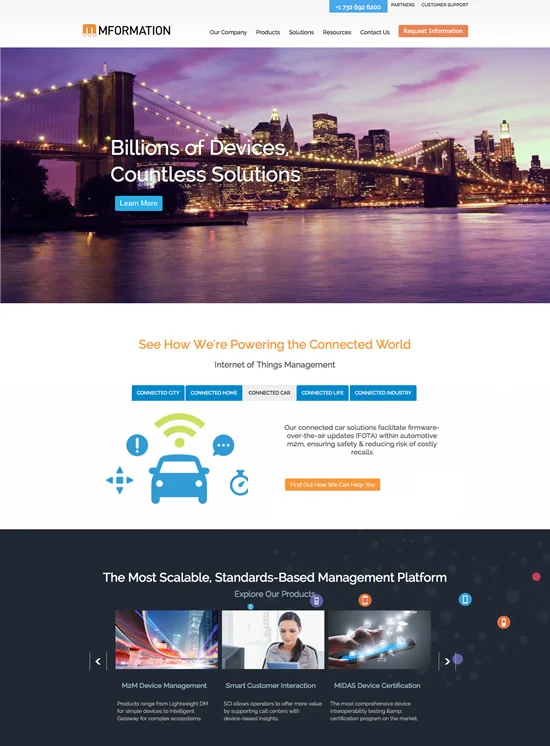 +1 732 692 6200 PARTNERS CUSTOMER SUPPORT
MFORMATION
Our Company Products Solutions Resources Contact Us Request Information
Billions of Devices,
Countless Solutions
Learn More
See How We're Powering the Connected World
Internet of Things Management
CONNECTED CITY CONNECTED HOME CONNECTED CAR CONNECTED LIFE CONNECTED INDUSTRY
Our connected car solutions facilitate firmware-
over-the-air updates (FOTA) within automotive
m2m, ensuring safety & reducing risk of costly
recalls
Find Out How We Can Help You
The Most Scalable, Standards-Based Management Platform
Explore Our Products
M2M Device Management Smart Customer Interaction MIDAS Device Certification
Products range from Lightweight DM
for simple devices to Intelligent
Gateway for complex ecosystems.
SCI allows operators to offer more value
by supporting call centers with
device-based insights.
The most comprehensive device
interoperability testing &amp;
certification program on the market.